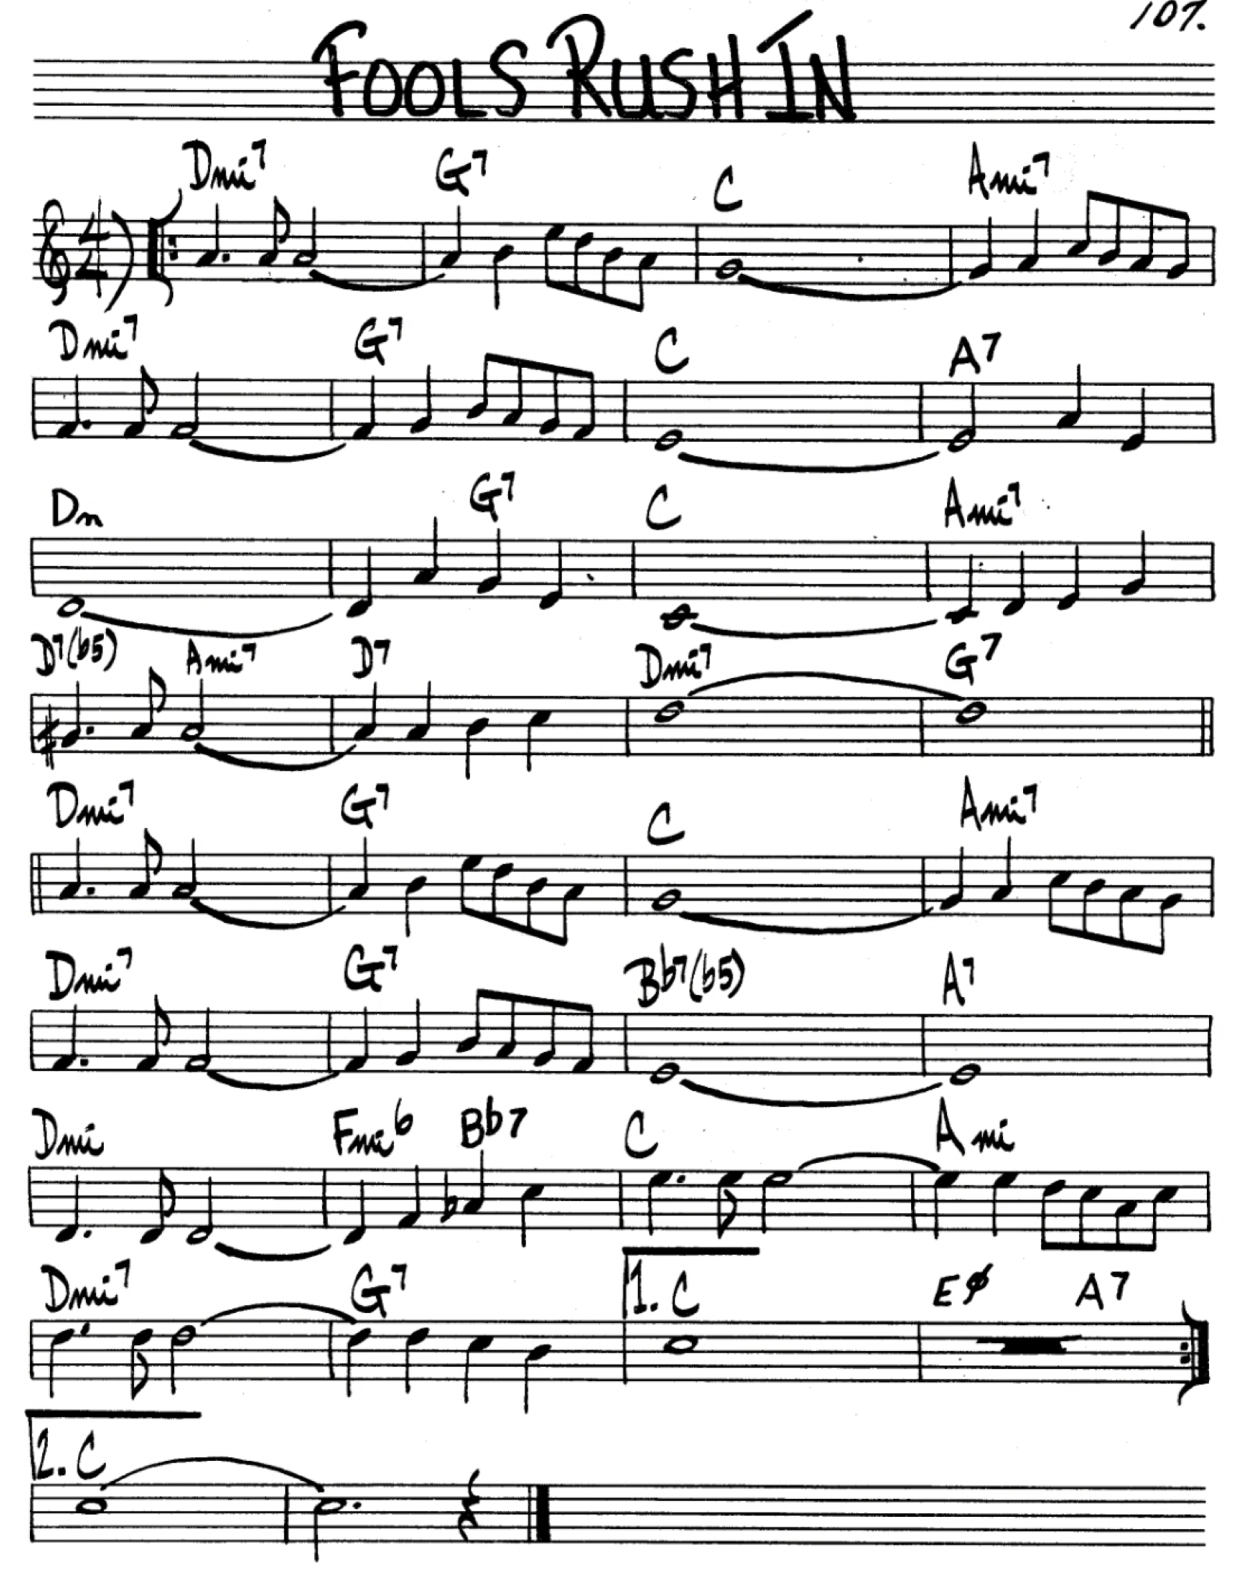 107.
FOOLS RUSH IN
Dmi7 G7 C Ami7
4/4
Dmi7 G7 C A7
Dm G7 C Ami7
D7(b5) Ami7 D7 Dmi7 G7
Dmi7 G7 C Ami7
Dmi7 G7 Bb7(b5) A7
Dmi Fmi6 Bb7 C Ami
Dmi7 G7 1. C Eø A7
2. C